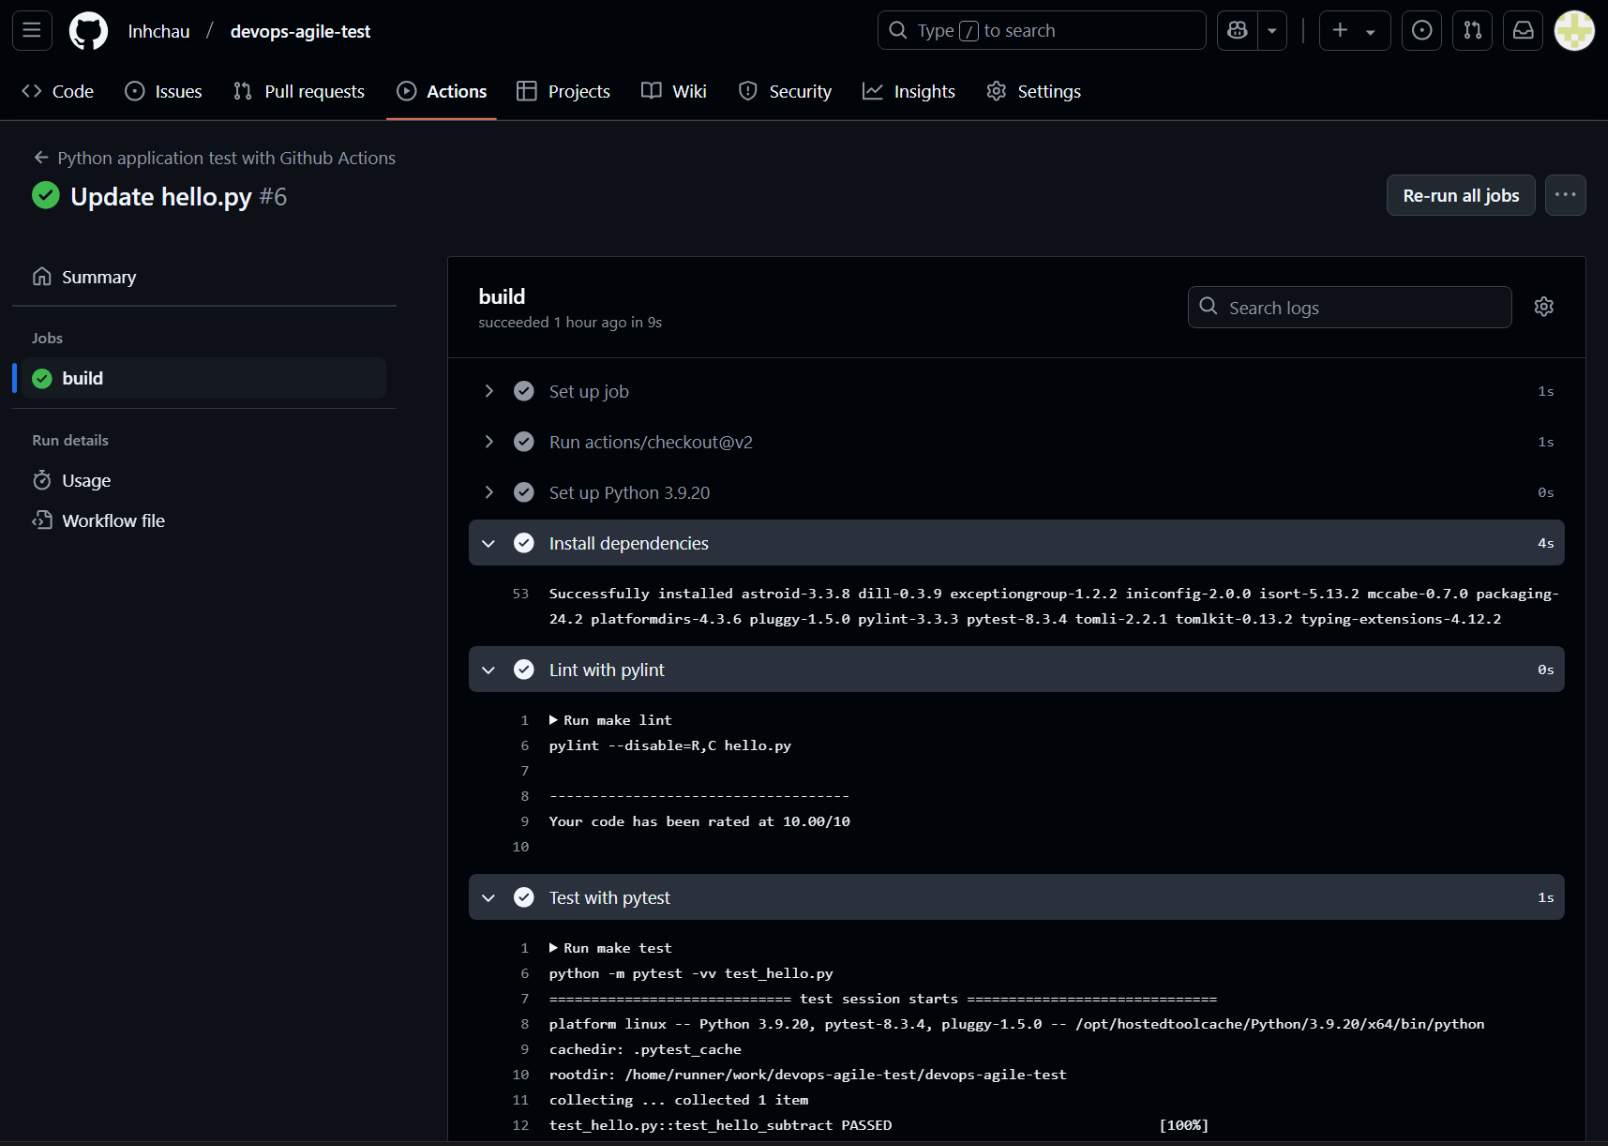 lnhchau / devops-agile-test
Type / to search
Code Issues Pull requests Actions Projects Wiki Security Insights Settings
← Python application test with Github Actions
Update hello.py #6
Re-run all jobs
Summary
Jobs
build
Run details
Usage
Workflow file
build
succeeded 1 hour ago in 9s
Search logs
Set up job 1s
Run actions/checkout@v2 1s
Set up Python 3.9.20 0s
Install dependencies 4s
53 Successfully installed astroid-3.3.8 dill-0.3.9 exceptiongroup-1.2.2 iniconfig-2.0.0 isort-5.13.2 mccabe-0.7.0 packaging-
24.2 platformdirs-4.3.6 pluggy-1.5.0 pylint-3.3.3 pytest-8.3.4 tomli-2.2.1 tomlkit-0.13.2 typing-extensions-4.12.2
Lint with pylint 0s
1 ▶ Run make lint
6 pylint --disable=R,C hello.py
7
8 ------------------------------------
9 Your code has been rated at 10.00/10
10
Test with pytest 1s
1 ▶ Run make test
6 python -m pytest -vv test_hello.py
7 ============================= test session starts ==============================
8 platform linux -- Python 3.9.20, pytest-8.3.4, pluggy-1.5.0 -- /opt/hostedtoolcache/Python/3.9.20/x64/bin/python
9 cachedir: .pytest_cache
10 rootdir: /home/runner/work/devops-agile-test/devops-agile-test
11 collecting ... collected 1 item
12 test_hello.py::test_hello_subtract PASSED [100%]